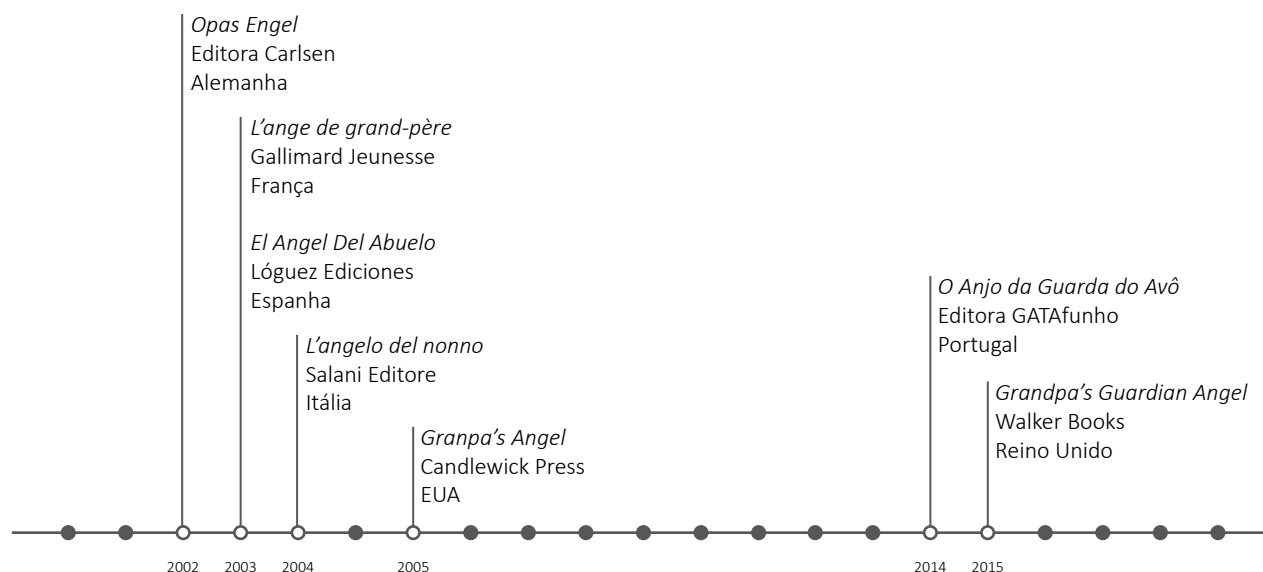 Opas Engel
Editora Carlsen
Alemanha
L’ange de grand-père
Gallimard Jeunesse
França
El Angel Del Abuelo
Lóguez Ediciones
Espanha
L’angelo del nonno
Salani Editore
Itália
Granpa’s Angel
Candlewick Press
EUA
O Anjo da Guarda do Avô
Editora GATAfunho
Portugal
Grandpa’s Guardian Angel
Walker Books
Reino Unido
2002 2003 2004 2005 2014 2015